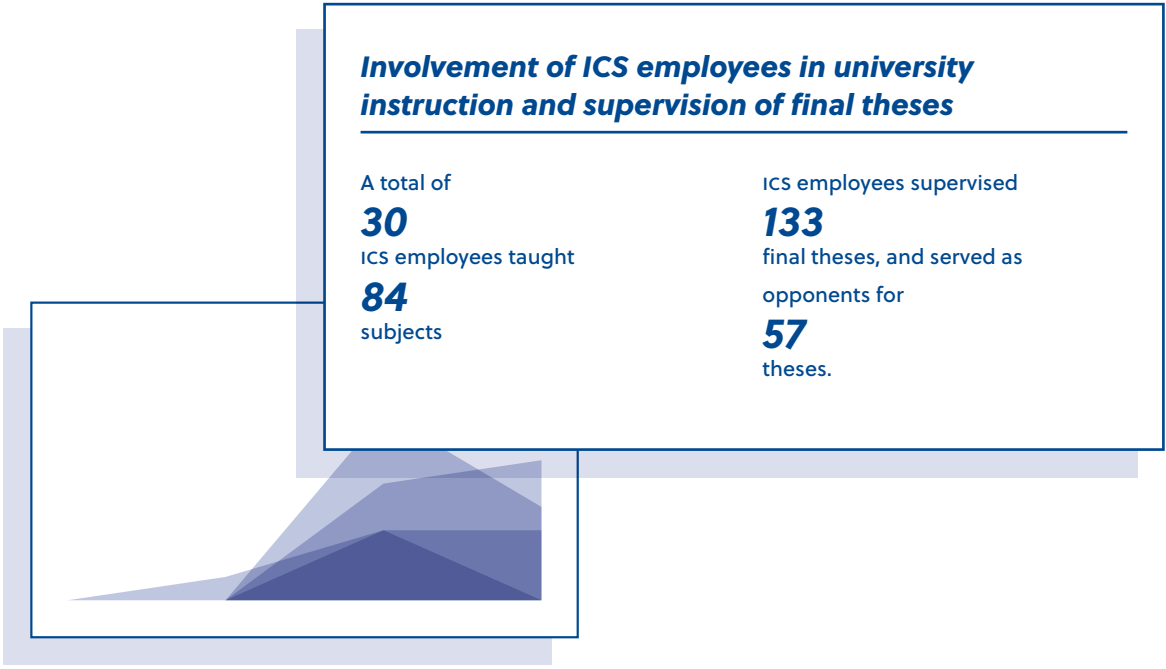 Involvement of ICS employees in university
instruction and supervision of final theses
A total of
30
ICS employees taught
84
subjects
ICS employees supervised
133
final theses, and served as
opponents for
57
theses.